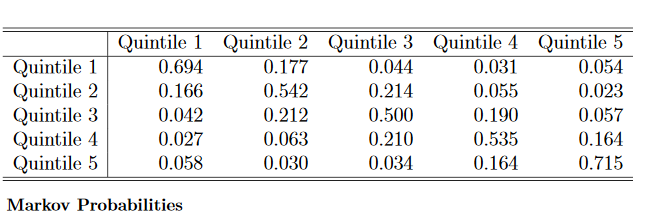 Quintile 1 Quintile 2 Quintile 3 Quintile 4 Quintile 5
Quintile 1 0.694 0.177 0.044 0.031 0.054
Quintile 2 0.166 0.542 0.214 0.055 0.023
Quintile 3 0.042 0.212 0.500 0.190 0.057
Quintile 4 0.027 0.063 0.210 0.535 0.164
Quintile 5 0.058 0.030 0.034 0.164 0.715
Markov Probabilities